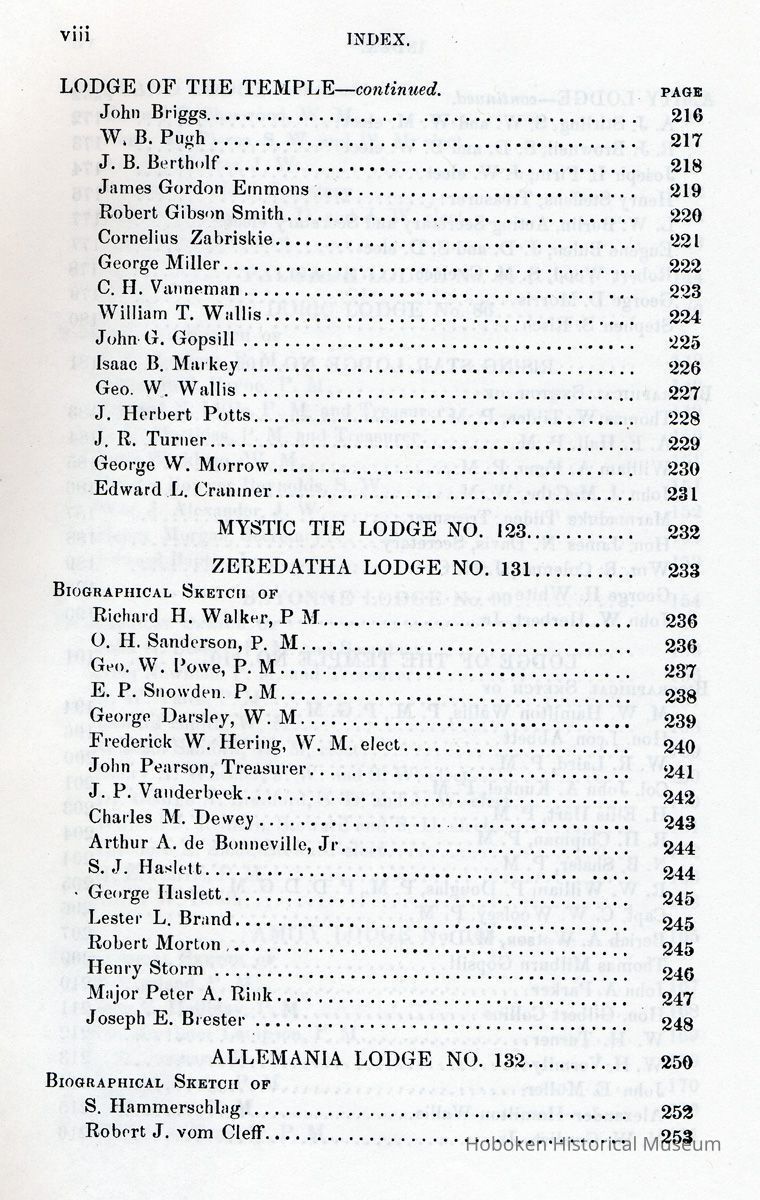 viii
INDEX.
LODGE OF THE TEMPLE—continued.
PAGE
John Briggs. 216
W. B. Pugh 217
J. B. Bertholf 218
James Gordon Emmons 219
Robert Gibson Smith 220
Cornelius Zabriskie 221
George Miller 222
C. H. Vanneman 223
William T. Wallis 224
John G. Gopsill 225
Isaac B. Markey 226
Geo. W. Wallis 227
J. Herbert Potts 228
J. R. Turner 229
George W. Morrow 230
Edward L. Cranmer 231
MYSTIC TIE LODGE NO. 123 232
ZEREDATHA LODGE NO. 131 233
BIOGRAPHICAL SKETCH OF
Richard H. Walker, P M 236
O. H. Sanderson, P. M 236
Geo. W. Powe, P. M 237
E. P. Snowden. P. M 238
George Darsley, W. M 239
Frederick W. Hering, W. M. elect 240
John Pearson, Treasurer 241
J. P. Vanderbeck 242
Charles M. Dewey 243
Arthur A. de Bonneville, Jr 244
S. J. Haslett 244
George Haslett 245
Lester L. Brand 245
Robert Morton 245
Henry Storm 246
Major Peter A. Rink 247
Joseph E. Brester 248
ALLEMANIA LODGE NO. 132 250
BIOGRAPHICAL SKETCH OF
S. Hammerschlag 252
Robert J. vom Cleff 253
Hoboken Historical Museum